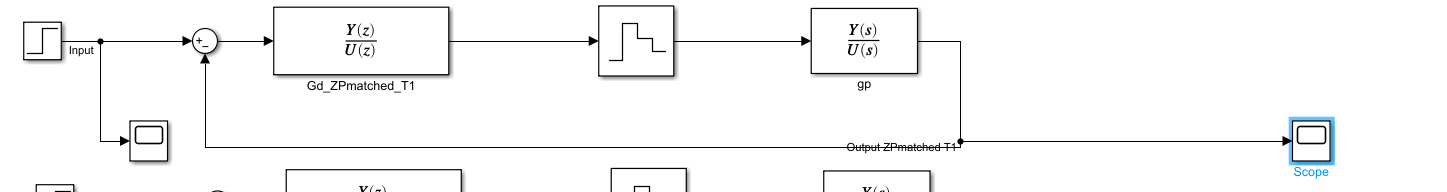 Input
+
−
Y(z)
U(z)
Gd_ZPmatched_T1
Y(s)
U(s)
gp
Output ZPmatched T1
Scope
Y(z)
Y(s)